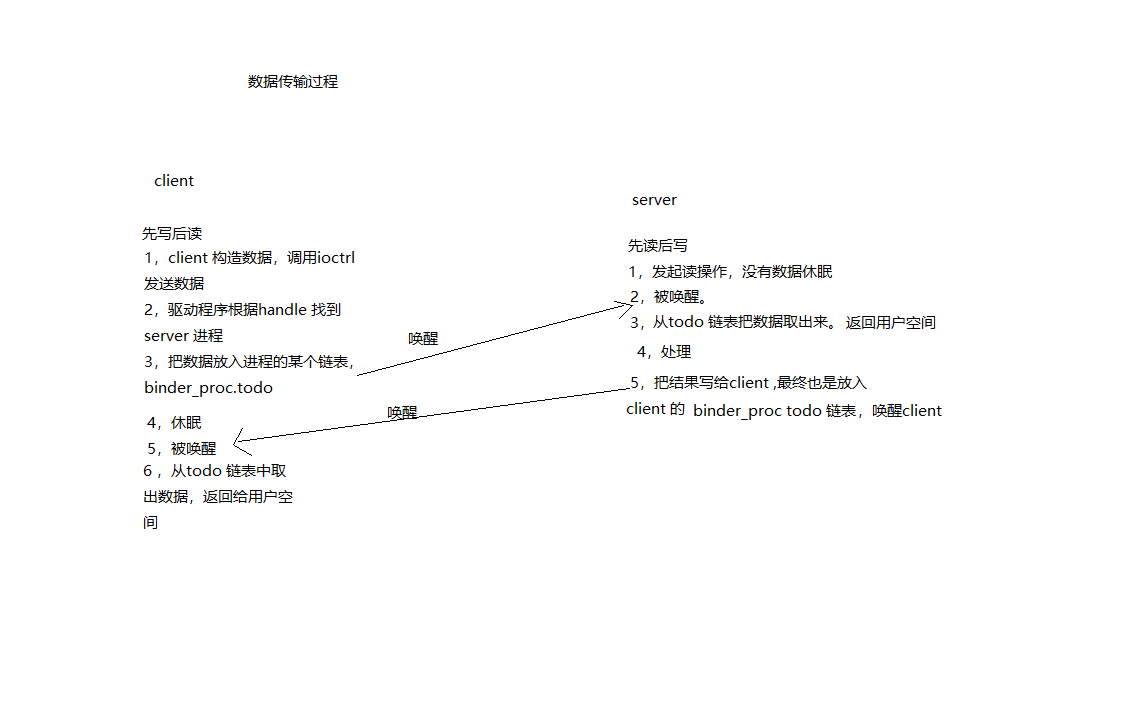 数据传输过程
client
先写后读
1，client 构造数据，调用ioctrl
发送数据
2，驱动程序根据handle 找到
server 进程
3，把数据放入进程的某个链表，
binder_proc.todo
4，休眠
5，被唤醒
6 ，从todo 链表中取
出数据，返回给用户空
间
唤醒
唤醒
server
先读后写
1，发起读操作，没有数据休眠
2，被唤醒。
3，从todo 链表把数据取出来。 返回用户空间
4，处理
5，把结果写给client ,最终也是放入
client 的 binder_proc todo 链表，唤醒client